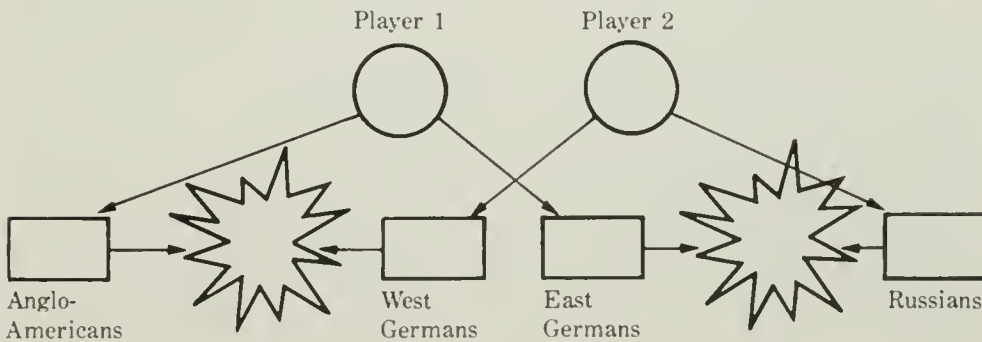 Player 1
Player 2
Anglo-
Americans
West
Germans
East
Germans
Russians